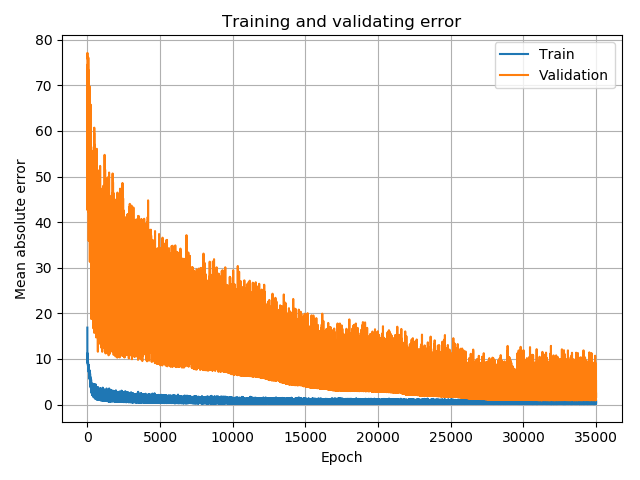 Training and validating error
Train
Validation
80
70
60
50
40
30
20
10
0
Mean absolute error
0 5000 10000 15000 20000 25000 30000 35000
Epoch